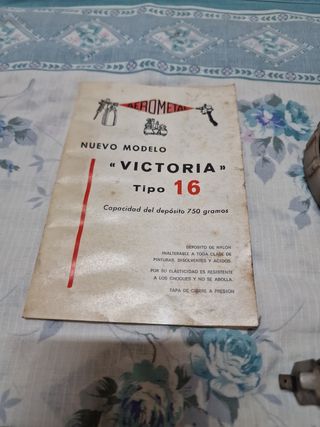 AEROMETAL
NUEVO MODELO
«VICTORIA»
Tipo 16
Capacidad del depósito 750 gramos
DEPOSITO DE NYLON
INALTERABLE A TODA CLASE DE
PINTURAS, DISOLVENTES Y ACIDOS.
POR SU ELASTICIDAD ES RESISTENTE
A LOS CHOQUES Y NO SE ABOLLA.
TAPA DE CIERRE A PRESION